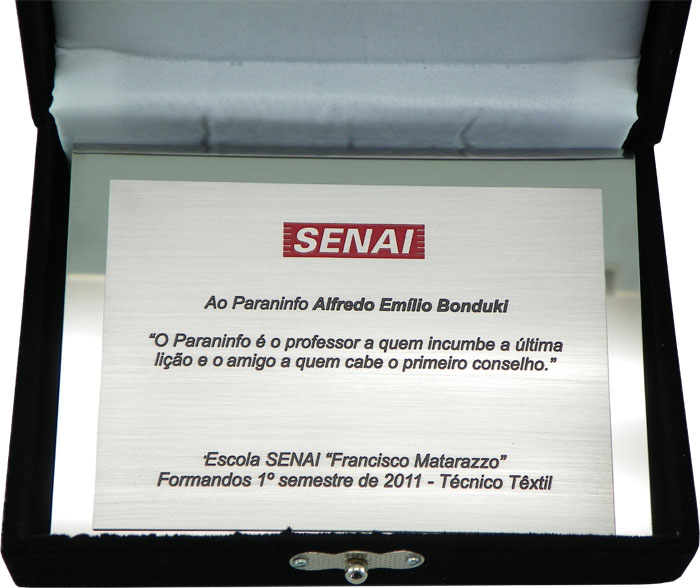 SENAI
Ao Paraninfo Alfredo Emílio Bonduki
“O Paraninfo é o professor a quem incumbe a última
lição e o amigo a quem cabe o primeiro conselho.”
Escola SENAI “Francisco Matarazzo”
Formandos 1º semestre de 2011 - Técnico Têxtil